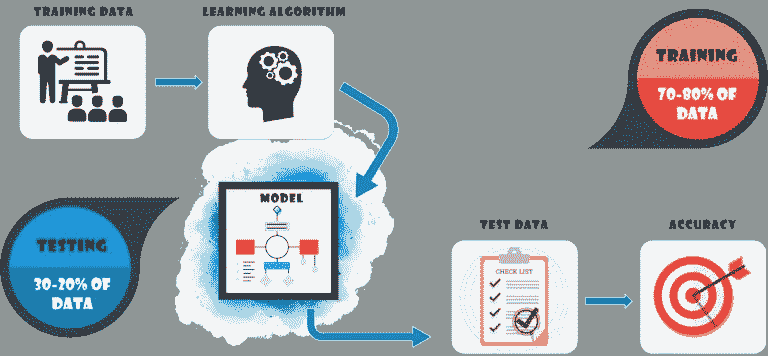 TRAINING DATA
LEARNING ALGORITHM
TRAINING
70-80% OF
DATA
MODEL
TESTING
30-20% OF
DATA
TEST DATA
ACCURACY
CHECK LIST